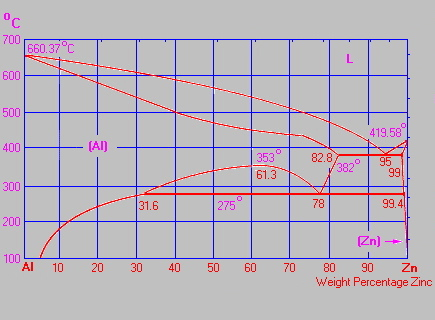 °C
700
660.37°C
600
L
500
419.58°
400
(Al)
353°
82.8
95
382°
99
300
61.3
31.6
275°
78
99.4
200
(Zn)
100
Al 10 20 30 40 50 60 70 80 90 Zn
Weight Percentage Zinc